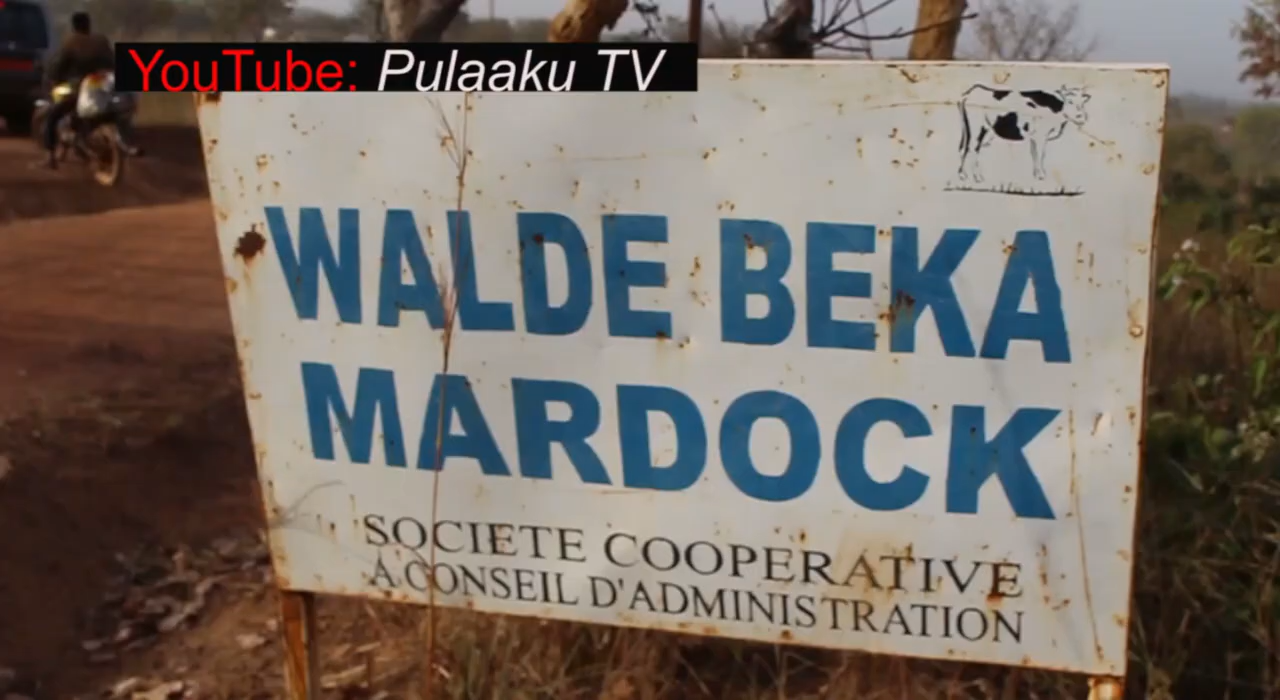 YouTube: Pulaaku TV
WALDE BEKA
MARDOCK
SOCIETE COOPERATIVE
A CONSEIL D'ADMINISTRATION